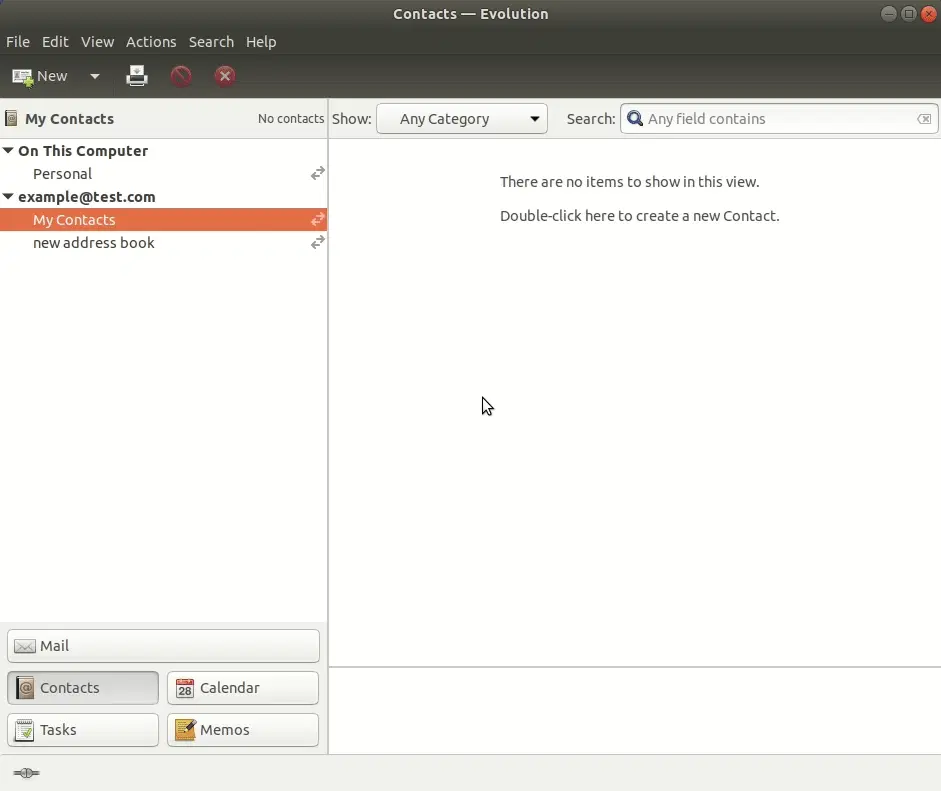 Contacts — Evolution
File Edit View Actions Search Help
New
My Contacts No contacts
Show: Any Category Search: Any field contains
On This Computer
Personal
example@test.com
My Contacts
new address book
There are no items to show in this view.
Double-click here to create a new Contact.
Mail
Contacts
28 Calendar
Tasks
Memos